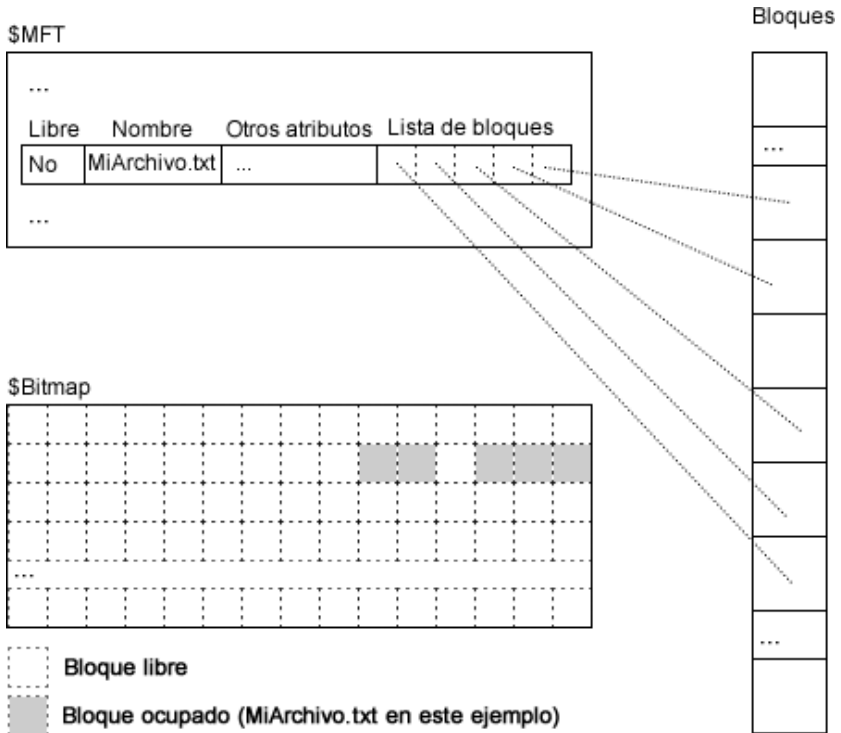 $MFT
...
Libre Nombre Otros atributos Lista de bloques
No MiArchivo.txt ...
...
Bloques
...
...
$Bitmap
...
Bloque libre
Bloque ocupado (MiArchivo.txt en este ejemplo)